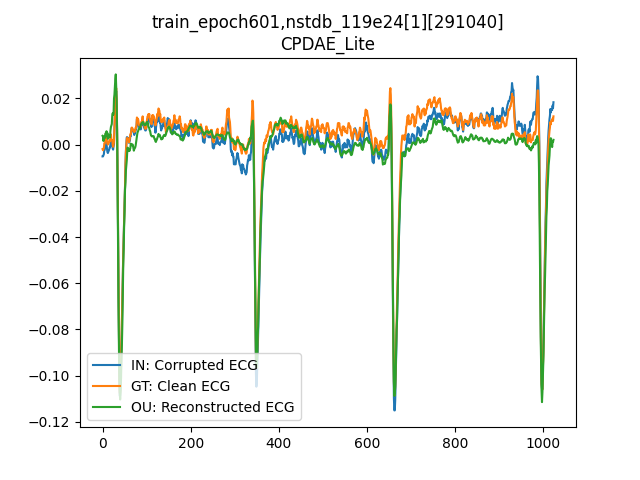 train_epoch601,nstdb_119e24[1][291040]
CPDAE_Lite
0.02
0.00
−0.02
−0.04
−0.06
−0.08
−0.10
−0.12
IN: Corrupted ECG
GT: Clean ECG
OU: Reconstructed ECG
0 200 400 600 800 1000